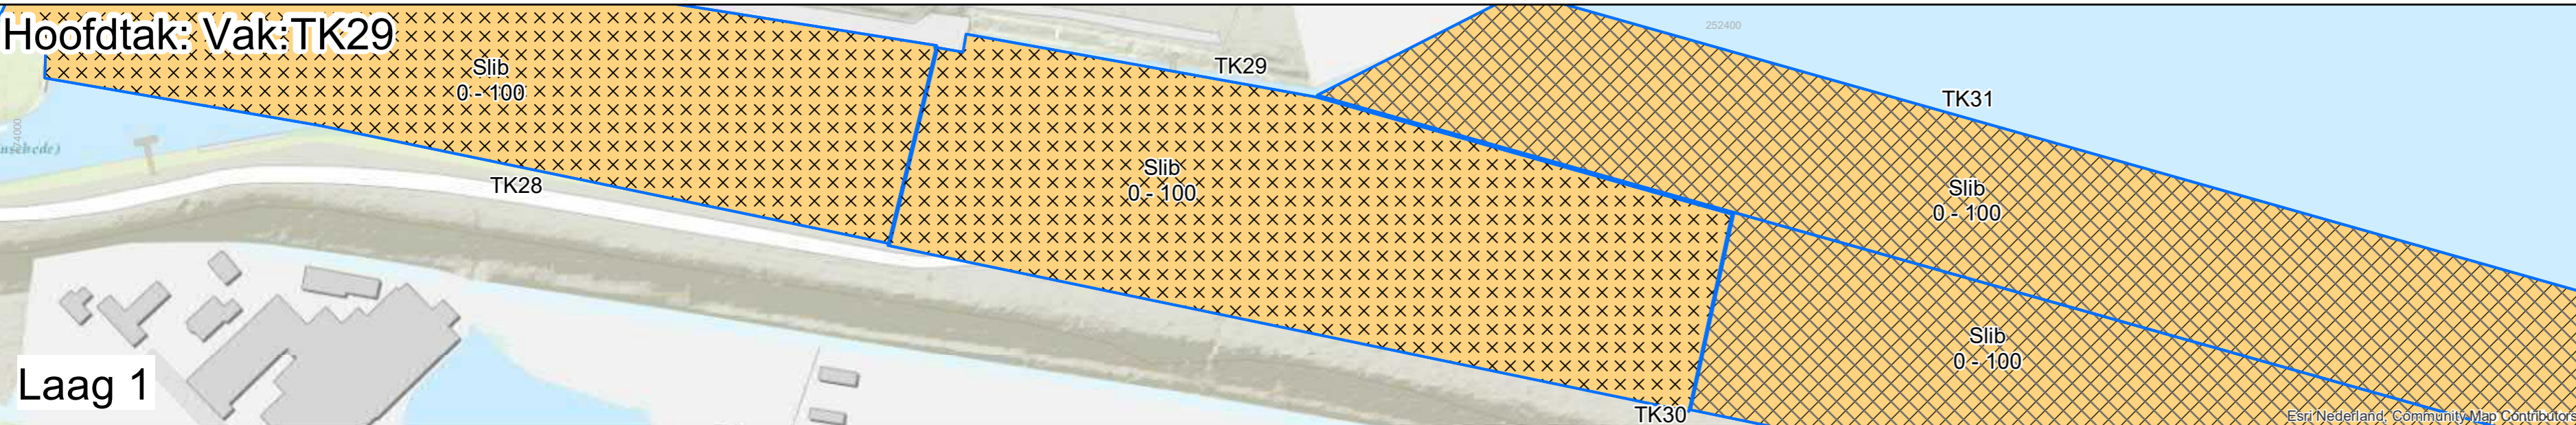 Hoofdtak: Vak:TK29
252400
Slib
0 - 100
TK29
TK31
nschede)
Slib
0 - 100
TK28
Slib
0 - 100
Slib
0 - 100
Laag 1
TK30
Esri Nederland, Community Map Contributors